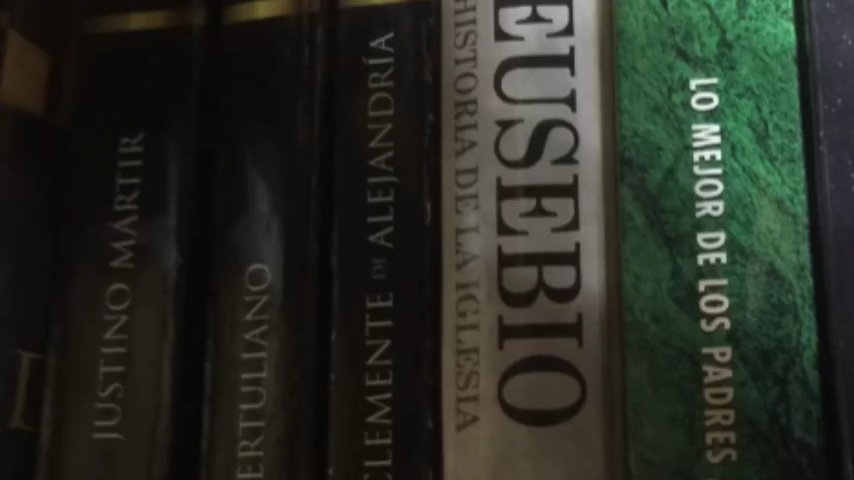 JUSTINO MÁRTIR
ERTULIANO
CLEMENTE DE ALEJANDRÍA
EUSEBIO
HISTORIA DE LA IGLESIA
LO MEJOR DE LOS PADRES